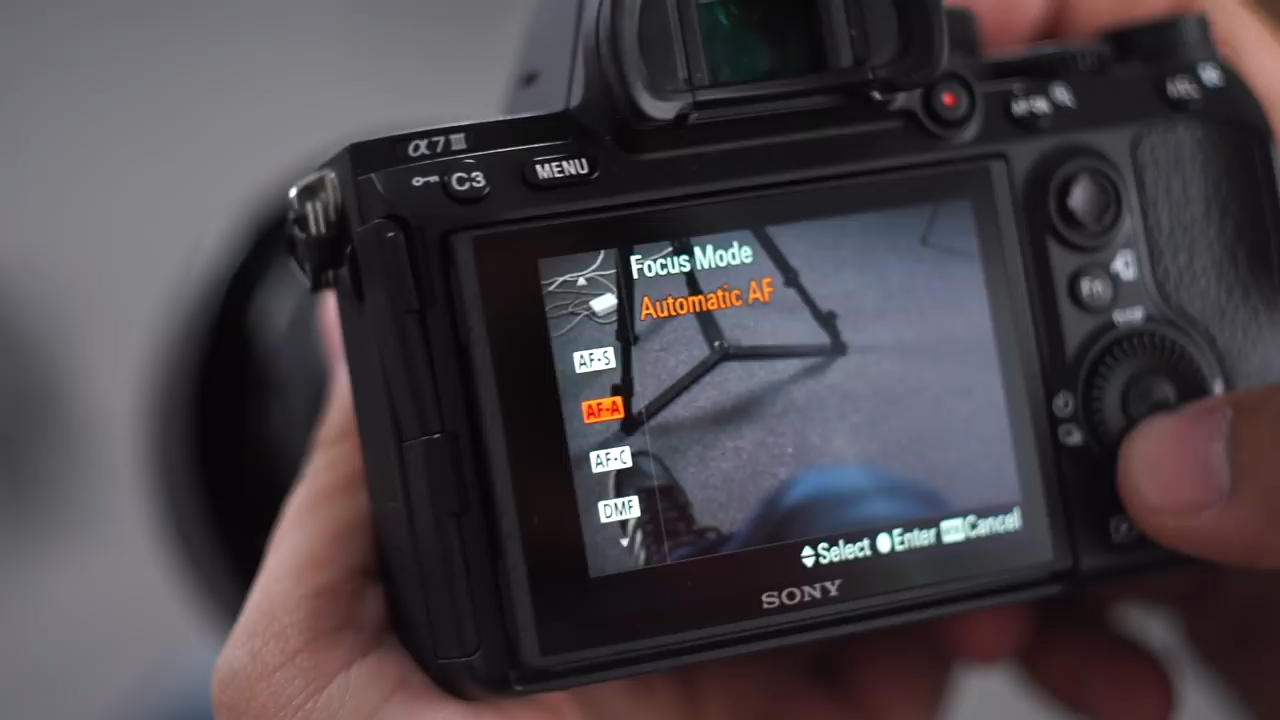 α7III
C3
MENU
Focus Mode
Automatic AF
AF-S
AF-A
AF-C
DMF
Select Enter Cancel
SONY
Fn